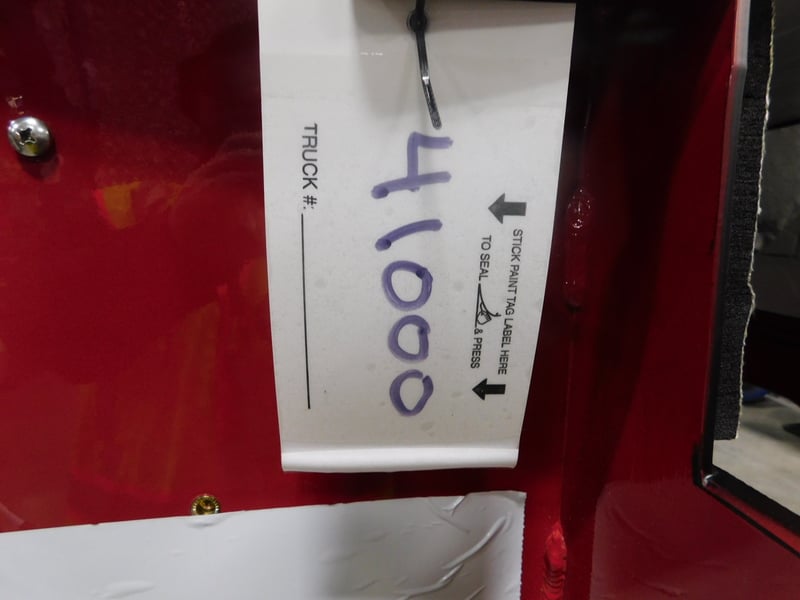 STICK PAINT TAG LABEL HERE
TO SEAL & PRESS
41000
TRUCK #: